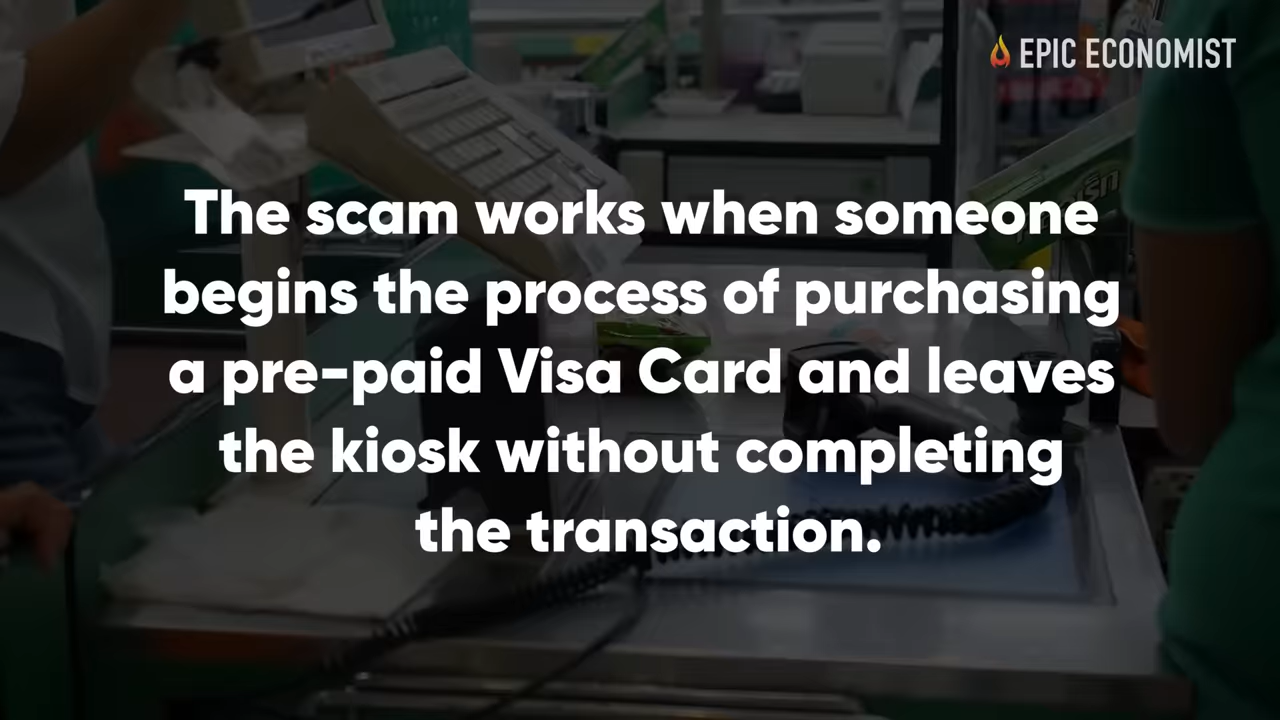 EPIC ECONOMIST
The scam works when someone
begins the process of purchasing
a pre-paid Visa Card and leaves
the kiosk without completing
the transaction.